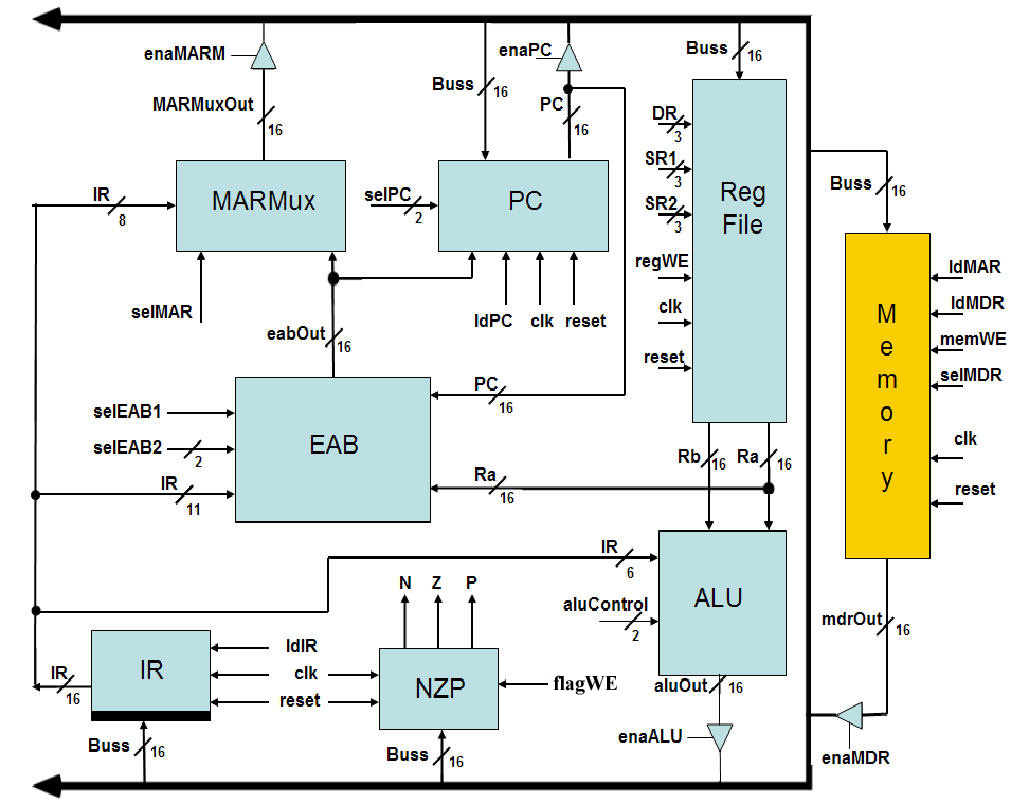 enaMARM
MARMuxOut
16
Buss
16
enaPC
PC
16
Buss
16
IR
8
MARMux
selMAR
selPC
2
PC
ldPC
clk
reset
DR
3
SR1
3
SR2
3
regWE
clk
reset
Reg
File
Buss
16
Memory
ldMAR
ldMDR
memWE
selMDR
clk
reset
eabOut
16
selEAB1
selEAB2
2
IR
11
EAB
PC
16
Ra
16
Rb
16
Ra
16
IR
6
aluControl
2
ALU
aluOut
16
enaALU
mdrOut
16
enaMDR
N
Z
P
IR
16
IR
ldIR
clk
reset
NZP
flagWE
Buss
16
Buss
16